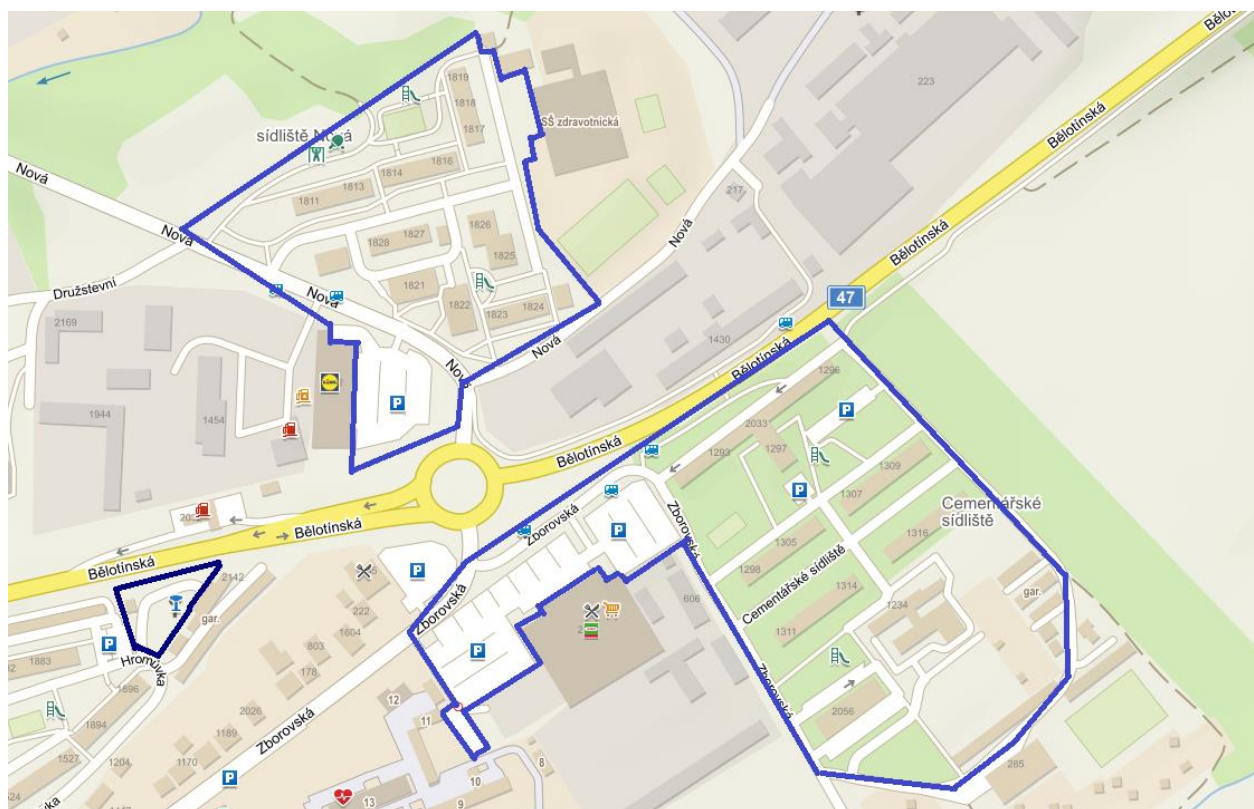 Bělotínská
223
1819
1818
1817
SŠ zdravotnická
sídliště Nová
1816
1814
1813
1811
Nová
217
Nová
Nová
1826
1827
1828
1825
Bělotínská
Družstevní
1821
1822
1823
1824
Nová
Nová
47
2169
1430
Bělotínská
P
1944
1454
1296
P
2033
1293
1297
1309
Bělotínská
P
1307
Cementářské
sídliště
Zborovská
Zborovská
P
1316
Bělotínská
1305
Bělotínská
1298
Cementářské sídliště
1314
2142
P
222
606
1234
gar.
gar.
1604
Zborovská
P
1311
P
803
1883
Hromůvka
178
1896
12
Zborovská
2056
1894
2026
11
1189
Zborovská
1527
1204
1170
P
10
8
285
13
9